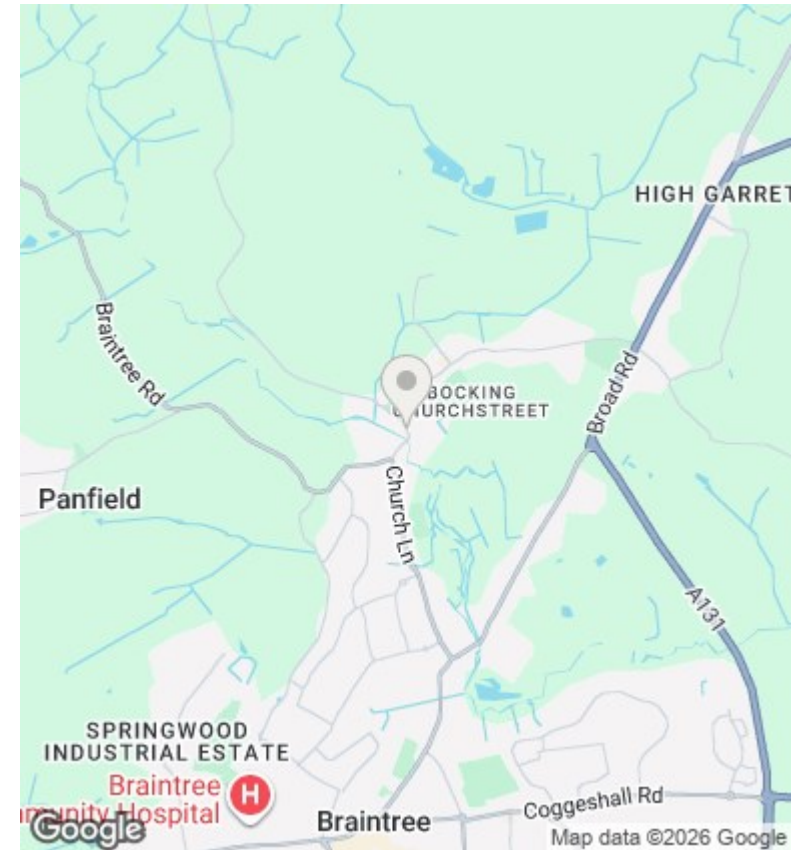 HIGH GARRET
Braintree Rd
Broad Rd
BOCKING
CHURCHSTREET
Panfield
Church Ln
A131
SPRINGWOOD
INDUSTRIAL ESTATE
Braintree
munity Hospital
H
Coggeshall Rd
Braintree
Google
Map data ©2026 Google